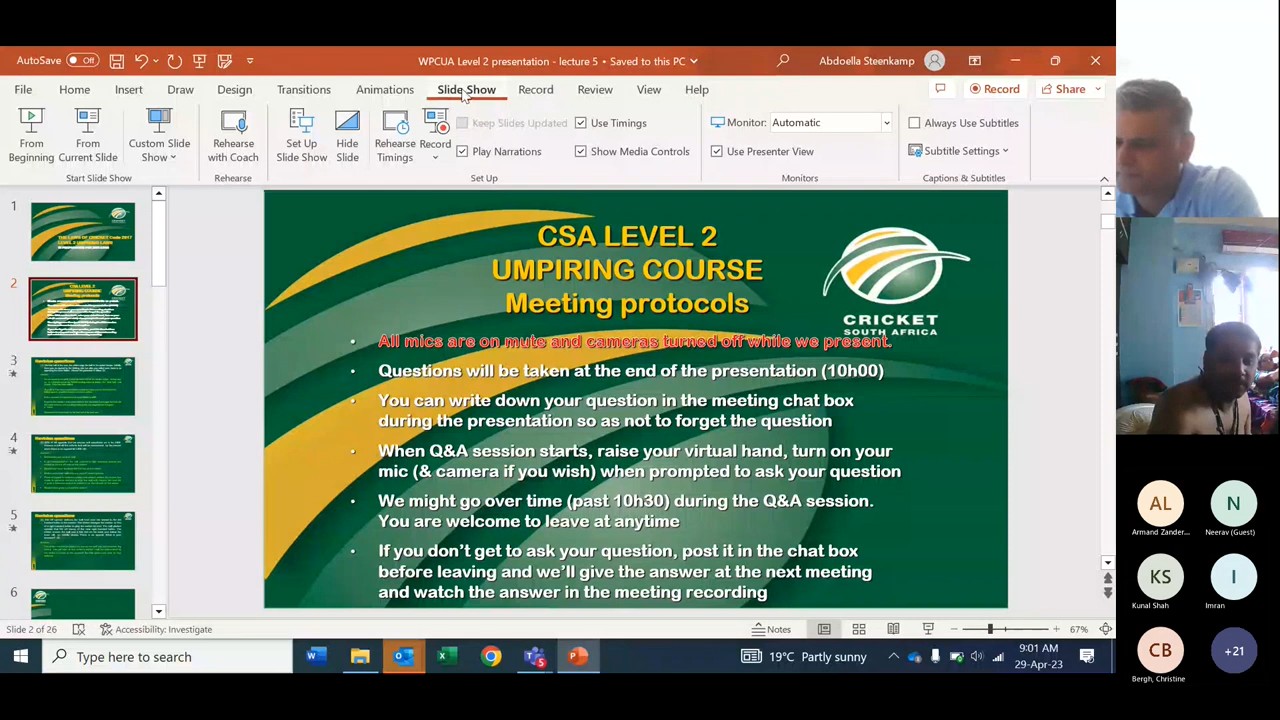 AutoSave Off
WPCUA Level 2 presentation - lecture 5 • Saved to this PC
Abdoella Steenkamp
File Home Insert Draw Design Transitions Animations Slide Show Record Review View Help
Record Share
From Beginning
From Current Slide
Custom Slide Show
Rehearse with Coach
Set Up Slide Show
Hide Slide
Rehearse Timings
Record
Keep Slides Updated
Play Narrations
Use Timings
Show Media Controls
Monitor: Automatic
Use Presenter View
Always Use Subtitles
Subtitle Settings
Start Slide Show Rehearse Set Up Monitors Captions & Subtitles
1
2
3
4
5
6
CSA LEVEL 2
UMPIRING COURSE
Meeting protocols
CRICKET
SOUTH AFRICA
• All mics are on mute and cameras turned off while we present.
• Questions will be taken at the end of the presentation (10h00)
• You can write down your question in the meeting chat box
during the presentation so as not to forget the question
• When Q&A session starts, raise your virtual hand, turn on your
mic (& camera if you wish) when prompted to ask your question
• We might go over time (past 10h30) during the Q&A session.
You are welcome to leave at anytime
• If you don't get to ask your question, post it in the chat box
before leaving and we'll give the answer at the next meeting
and watch the answer in the meeting recording
Slide 2 of 26
Accessibility: Investigate
Notes
67%
Type here to search
19°C Partly sunny
9:01 AM
29-Apr-23
AL
Armand Zander...
N
Neerav (Guest)
KS
Kunal Shah
I
Imran
CB
Bergh, Christine
+21